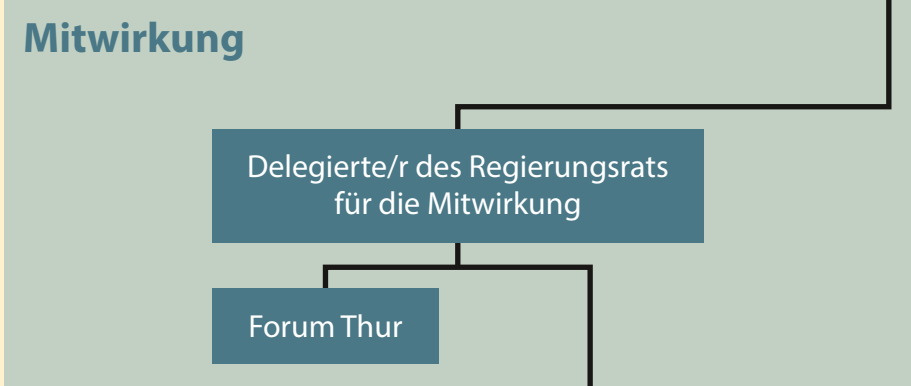 Mitwirkung
Delegierte/r des Regierungsrats
für die Mitwirkung
Forum Thur